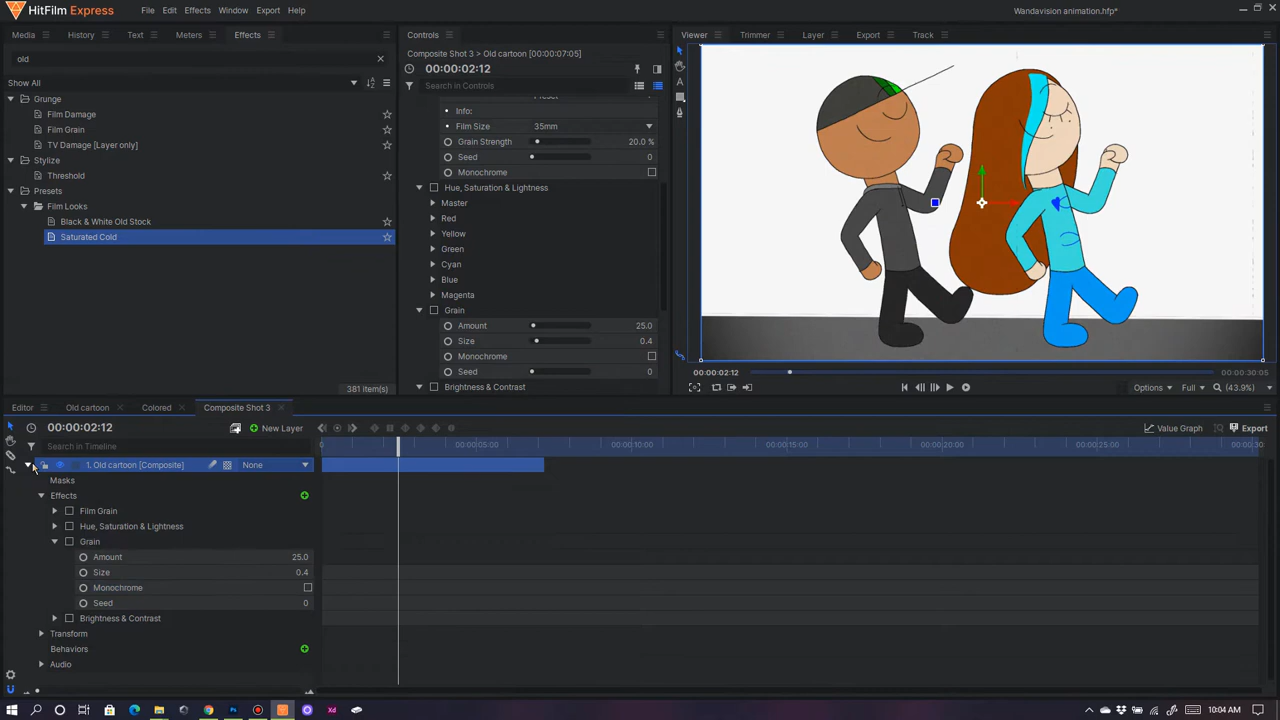 HitFilm Express File Edit Effects Window Export Help Wandavision animation.hfp*
Media History Text Meters Effects Controls Viewer Trimmer Layer Export Track
old
Show All
Grunge
Film Damage
Film Grain
TV Damage [Layer only]
Stylize
Threshold
Presets
Film Looks
Black & White Old Stock
Saturated Cold
381 item(s)
Composite Shot 3 > Old cartoon [00:00:07:05]
00:00:02:12
Search in Controls
Info:
Film Size 35mm
Grain Strength 20.0 %
Seed 0
Monochrome
Hue, Saturation & Lightness
Master
Red
Yellow
Green
Cyan
Blue
Magenta
Grain
Amount 25.0
Size 0.4
Monochrome
Seed 0
Brightness & Contrast
00:00:02:12 00:00:30:05
Options Full (43.9%)
Editor Old cartoon Colored Composite Shot 3
00:00:02:12 New Layer Value Graph Export
Search in Timeline 0 00:00:05:00 00:00:10:00 00:00:15:00 00:00:20:00 00:00:25:00 00:00:30
1. Old cartoon [Composite] None
Masks
Effects
Film Grain
Hue, Saturation & Lightness
Grain
Amount 25.0
Size 0.4
Monochrome
Seed 0
Brightness & Contrast
Transform
Behaviors
Audio
10:04 AM